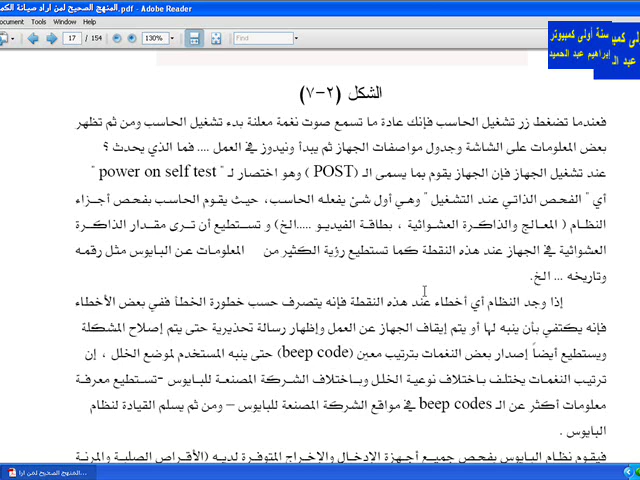 المنهج الصحيح لمن اراد صيانة الكم.pdf - Adobe Reader
ocument Tools Window Help
17 / 154 130% Find
سنة أولى كمبيوتر
إبراهيم عبد الحميد
الشكل (٢-٧)
فعندما تضغط زر تشغيل الحاسب فإنك عادة ما تسمع صوت نغمة معلنة بدء تشغيل الحاسب ومن ثم تظهر
بعض المعلومات على الشاشة وجدول مواصفات الجهاز ثم يبدأ ونيدوز في العمل .... فما الذي يحدث ؟
عند تشغيل الجهاز فإن الجهاز يقوم بما يسمى الـ (POST ) وهو اختصار لـ " power on self test "
أي " الفحص الذاتي عند التشغيل " وهي أول شئ يفعله الحاسب، حيث يقوم الحاسب بفحص أجزاء
النظام ( المعالج والذاكرة العشوائية ، بطاقة الفيديو .....الخ) و تستطيع أن ترى مقدار الذاكرة
العشوائية في الجهاز عند هذه النقطة كما تستطيع رؤية الكثير من المعلومات عن البايوس مثل رقمه
وتاريخه ... الخ.
إذا وجد النظام أي أخطاء عند هذه النقطة فإنه يتصرف حسب خطورة الخطأ ففي بعض الأخطاء
فإنه يكتفي بأن ينبه لها أو يتم إيقاف الجهاز عن العمل وإظهار رسالة تحذيرية حتى يتم إصلاح المشكلة
ويستطيع أيضاً إصدار بعض النغمات بترتيب معين (beep code) حتى ينبه المستخدم لموضع الخلل ، إن
ترتيب النغمات يختلف باختلاف نوعية الخلل وباختلاف الشركة المصنعة للبايوس -تستطيع معرفة
معلومات أكثر عن الـ beep codes في مواقع الشركة المصنعة للبايوس – ومن ثم يسلم القيادة لنظام
البايوس .
فيقوم نظام البايوس بفحص جميع أجهزة الإدخال والإخراج المتوفرة لديه (الأقراص الصلبة والمرنة
المنهج الصحيح لمن ارا...